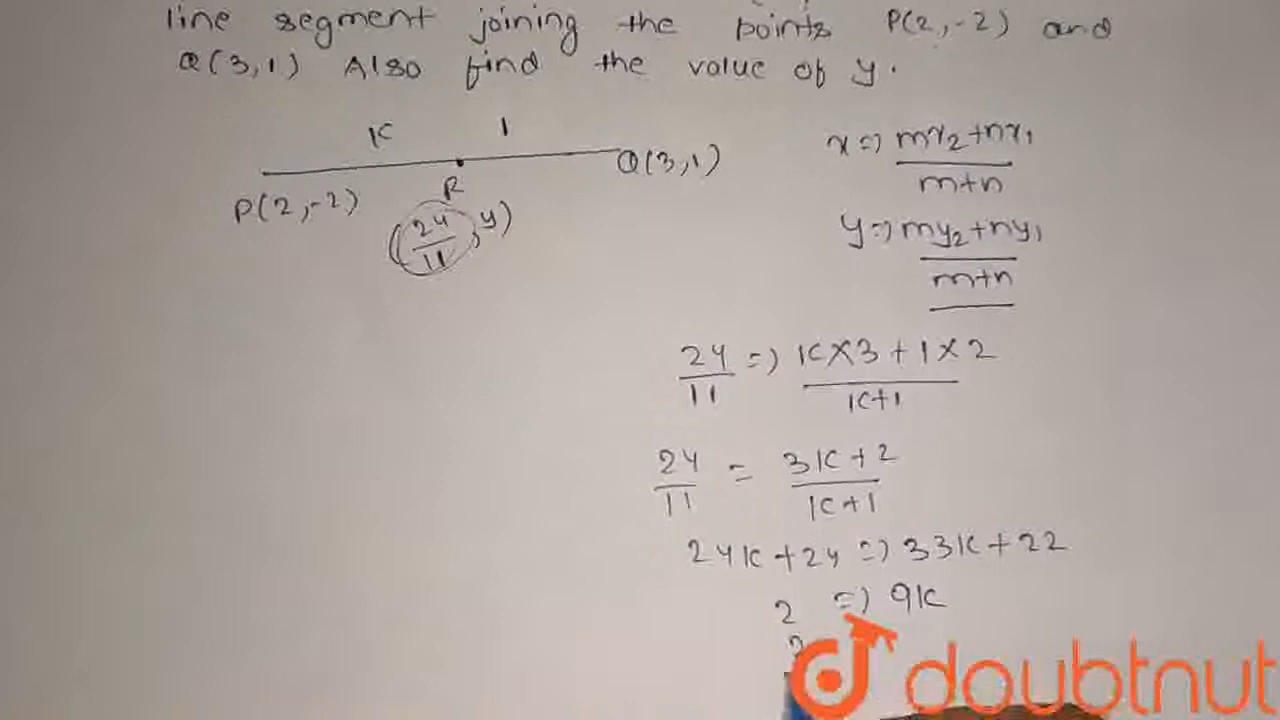 line segment joining the points P(2,-2) and
Q(3,1) Also find the value of y.
K 1
P(2,-2) R Q(3,1)
(24/11, y)
x => mx₂+nx₁/m+n
y => my₂+ny₁/m+n
24/11 => K×3+1×2/K+1
24/11 = 3K+2/K+1
24K+24 => 33K+22
2 => 9K
2
doubtnut